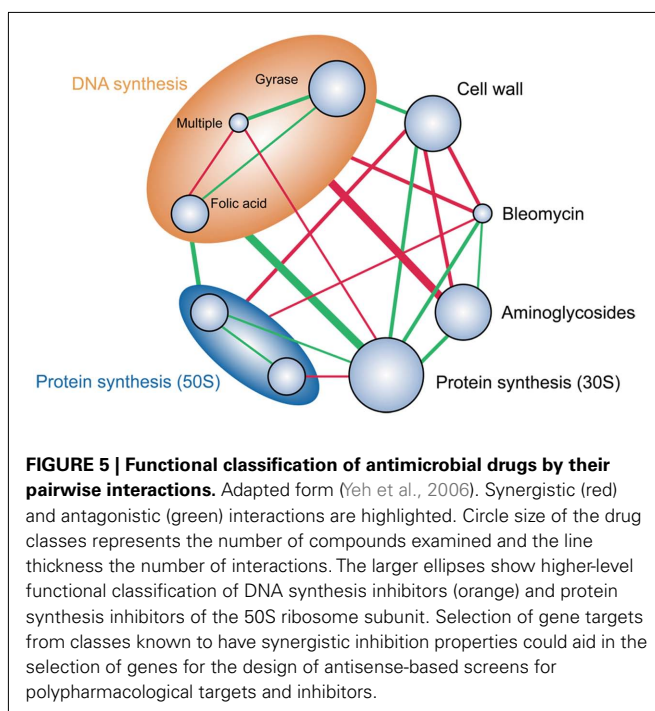 DNA synthesis
Gyrase
Cell wall
Multiple
Folic acid
Bleomycin
Aminoglycosides
Protein synthesis (50S)
Protein synthesis (30S)
FIGURE 5 | Functional classification of antimicrobial drugs by their
pairwise interactions. Adapted form (Yeh et al., 2006). Synergistic (red)
and antagonistic (green) interactions are highlighted. Circle size of the drug
classes represents the number of compounds examined and the line
thickness the number of interactions. The larger ellipses show higher-level
functional classification of DNA synthesis inhibitors (orange) and protein
synthesis inhibitors of the 50S ribosome subunit. Selection of gene targets
from classes known to have synergistic inhibition properties could aid in the
selection of genes for the design of antisense-based screens for
polypharmacological targets and inhibitors.